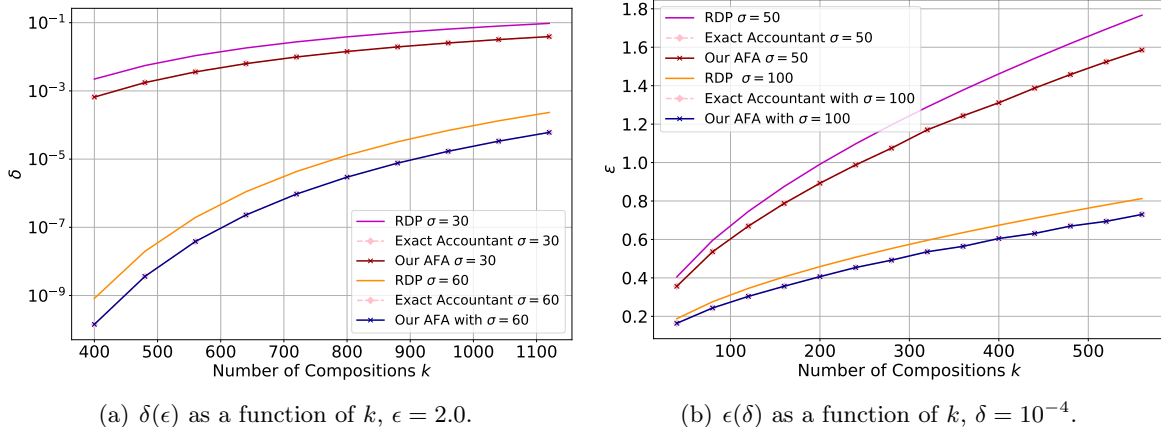 10⁻¹
10⁻³
10⁻⁵
10⁻⁷
10⁻⁹
δ
RDP σ = 30
Exact Accountant σ = 30
Our AFA σ = 30
RDP σ = 60
Exact Accountant σ = 60
Our AFA with σ = 60
400 500 600 700 800 900 1000 1100
Number of Compositions k
(a) δ(ϵ) as a function of k, ϵ = 2.0.
1.8
1.6
1.4
1.2
1.0
0.8
0.6
0.4
0.2
ε
RDP σ = 50
Exact Accountant σ = 50
Our AFA σ = 50
RDP σ = 100
Exact Accountant with σ = 100
Our AFA with σ = 100
100 200 300 400 500
Number of Compositions k
(b) ϵ(δ) as a function of k, δ = 10⁻⁴.